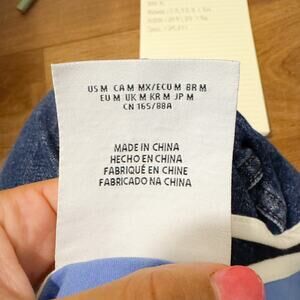 US M CA M MX/ECU M BR M
EU M UK M KR M JP M
CN 165/88A
MADE IN CHINA
HECHO EN CHINA
FABRIQUÉ EN CHINE
FABRICADO NA CHINA